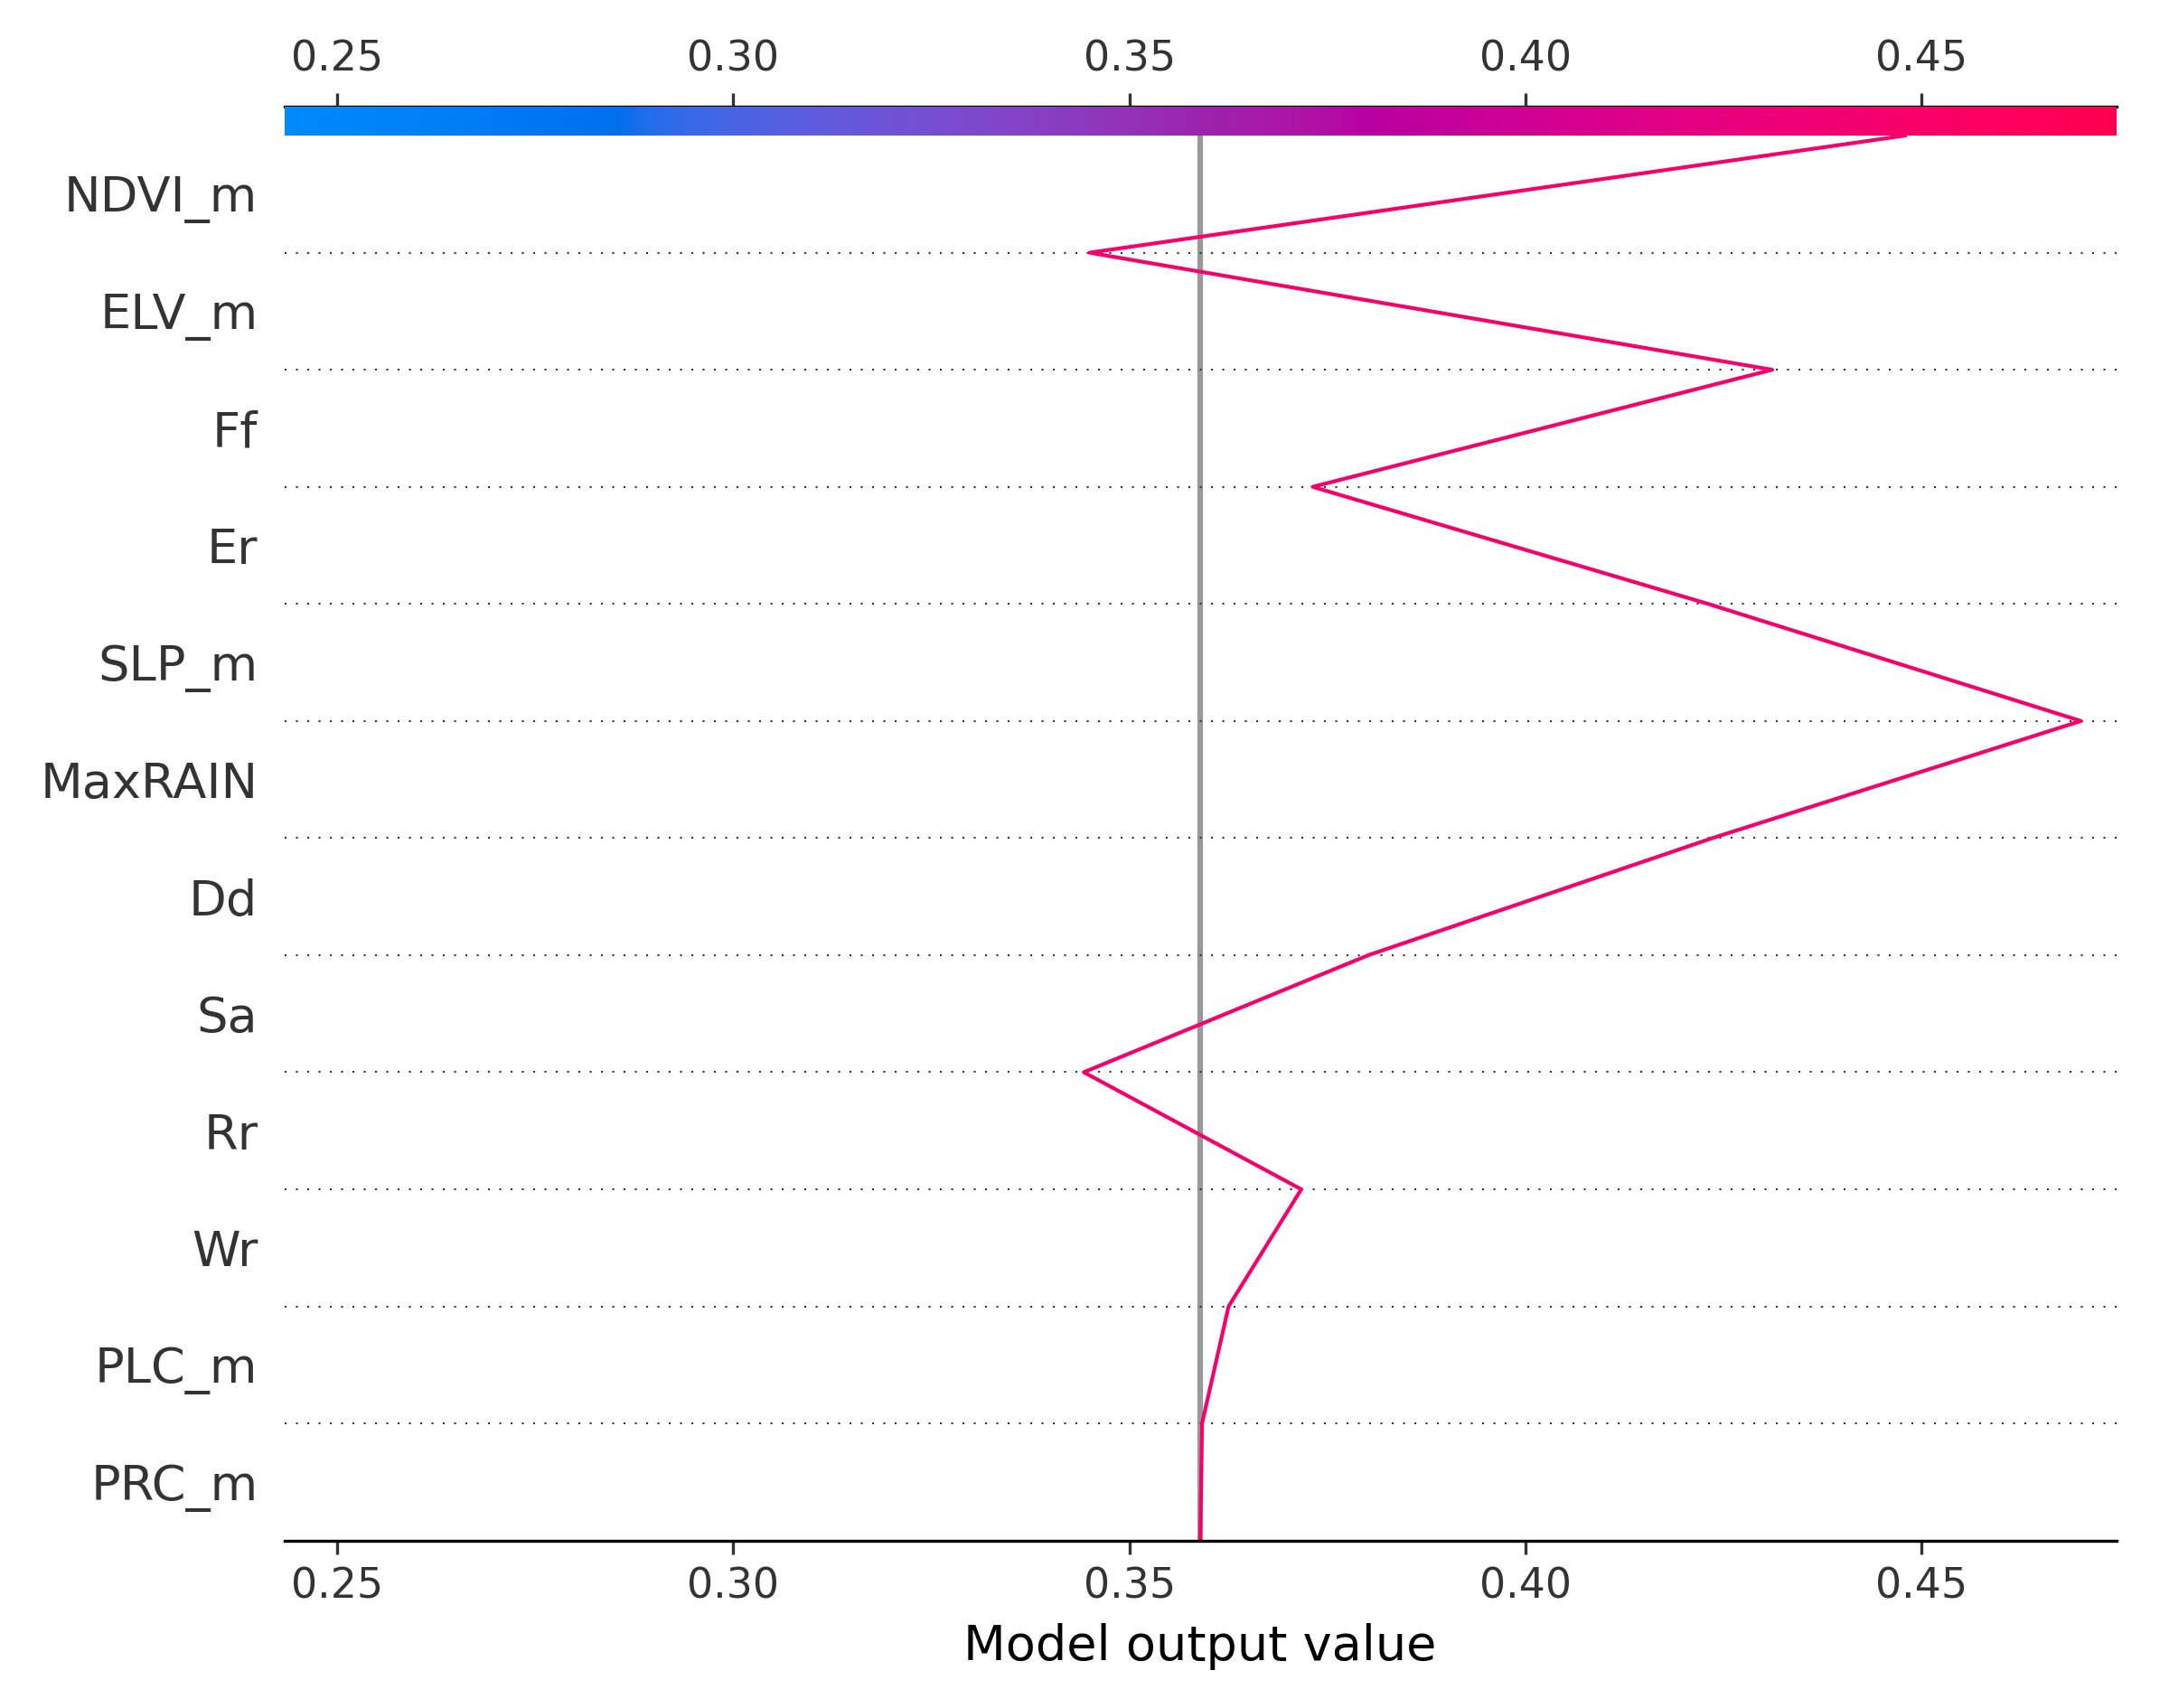 0.25 0.30 0.35 0.40 0.45
NDVI_m
ELV_m
Ff
Er
SLP_m
MaxRAIN
Dd
Sa
Rr
Wr
PLC_m
PRC_m
0.25 0.30 0.35 0.40 0.45
Model output value